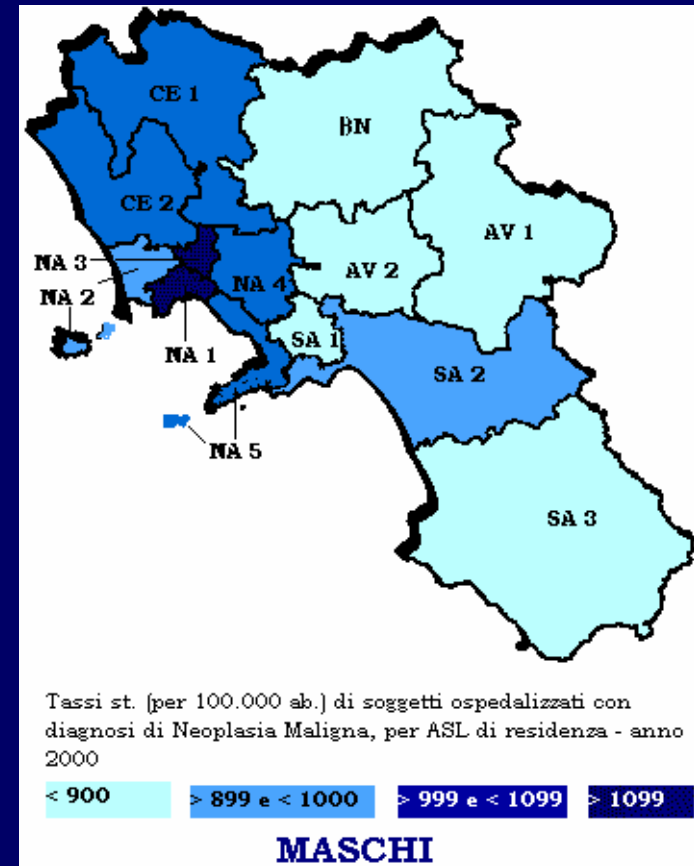 CE 1
BN
CE 2
AV 1
NA 3
NA 4
AV 2
NA 2
NA 1
SA 1
SA 2
NA 5
SA 3
Tassi st. (per 100.000 ab.) di soggetti ospedalizzati con
diagnosi di Neoplasia Maligna, per ASL di residenza - anno
2000
< 900
> 899 e < 1000
> 999 e < 1099
> 1099
MASCHI